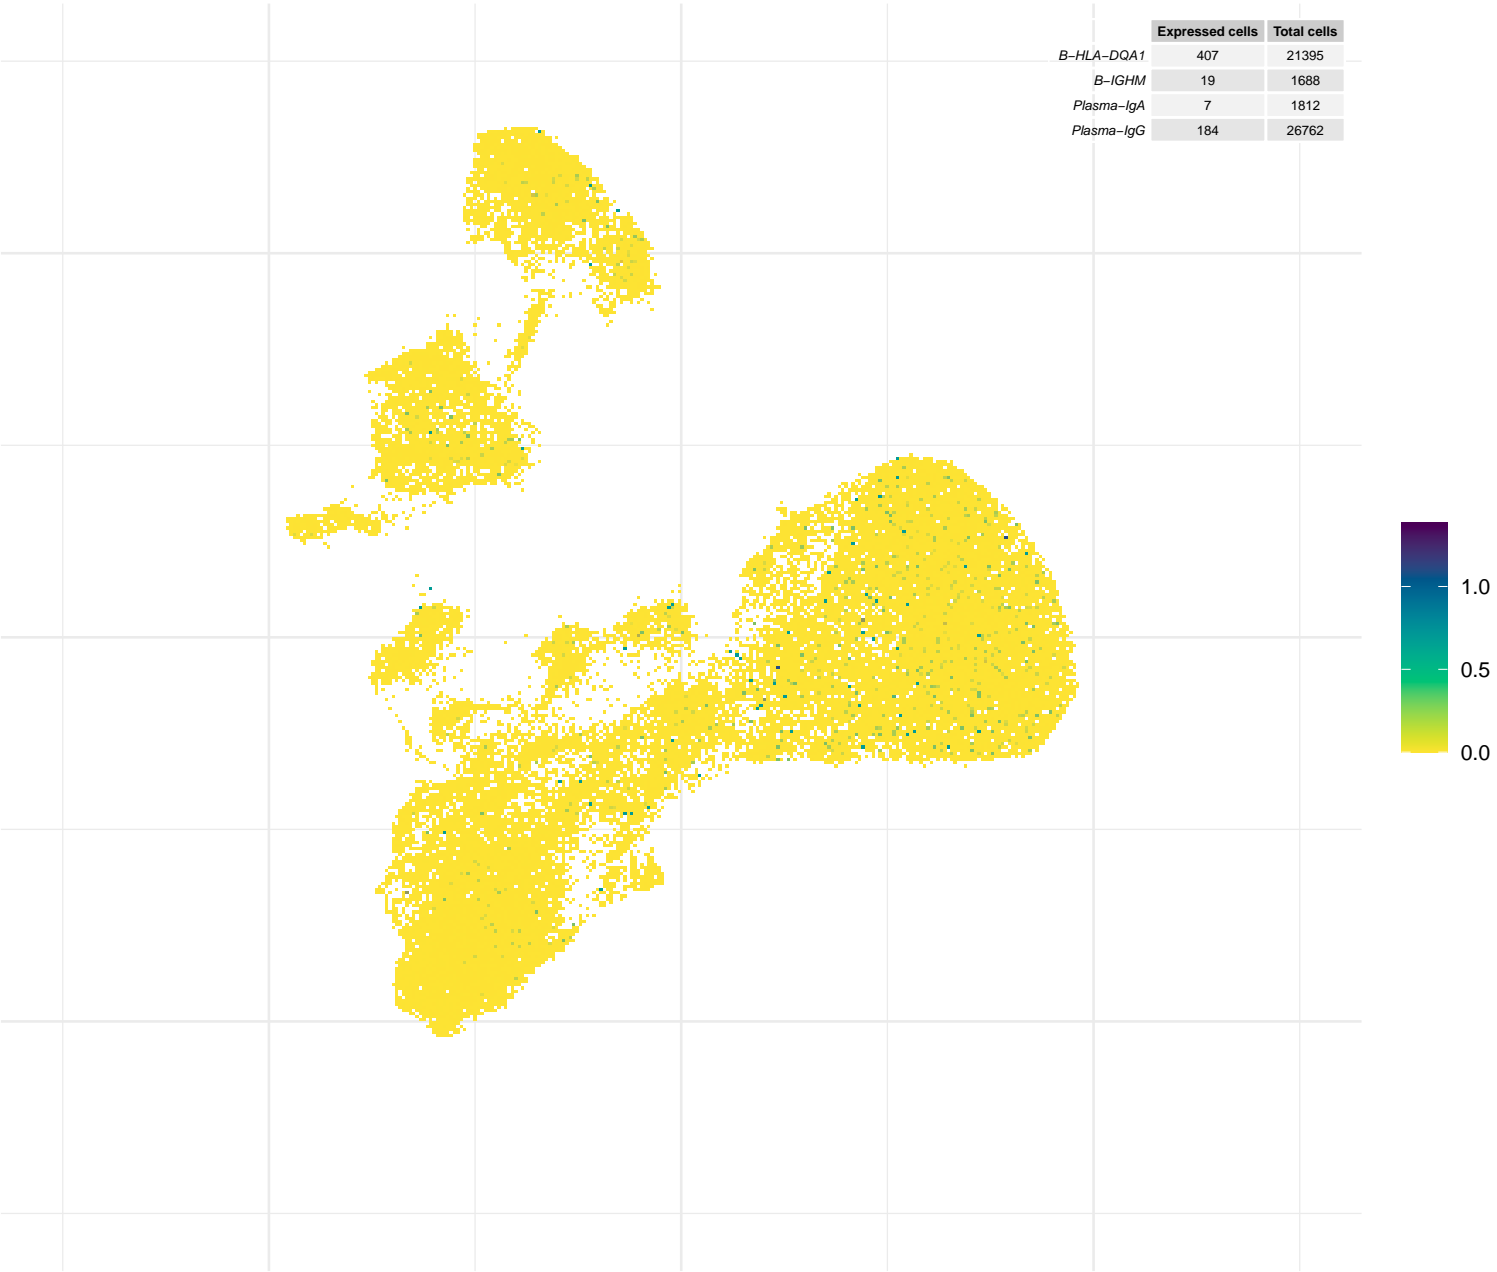 Expressed cells Total cells
B−HLA−DQA1 407 21395
B−IGHM 19 1688
Plasma−IgA 7 1812
Plasma−IgG 184 26762
1.0
0.5
0.0